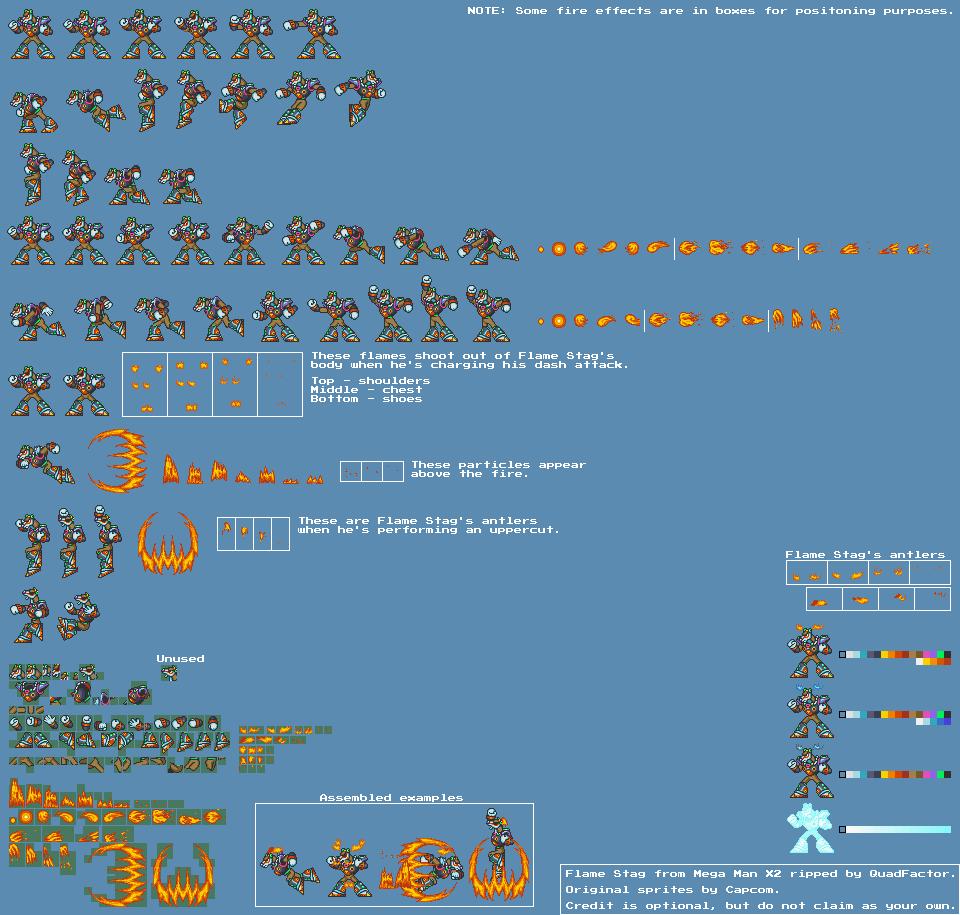 NOTE: Some fire effects are in boxes for positoning purposes.
These flames shoot out of Flame Stag's
body when he's charging his dash attack.
Top - shoulders
Middle - chest
Bottom - shoes
These particles appear
above the fire.
These are Flame Stag's antlers
when he's performing an uppercut.
Flame Stag's antlers
Unused
Assembled examples
Flame Stag from Mega Man X2 ripped by QuadFactor.
Original sprites by Capcom.
Credit is optional, but do not claim as your own.